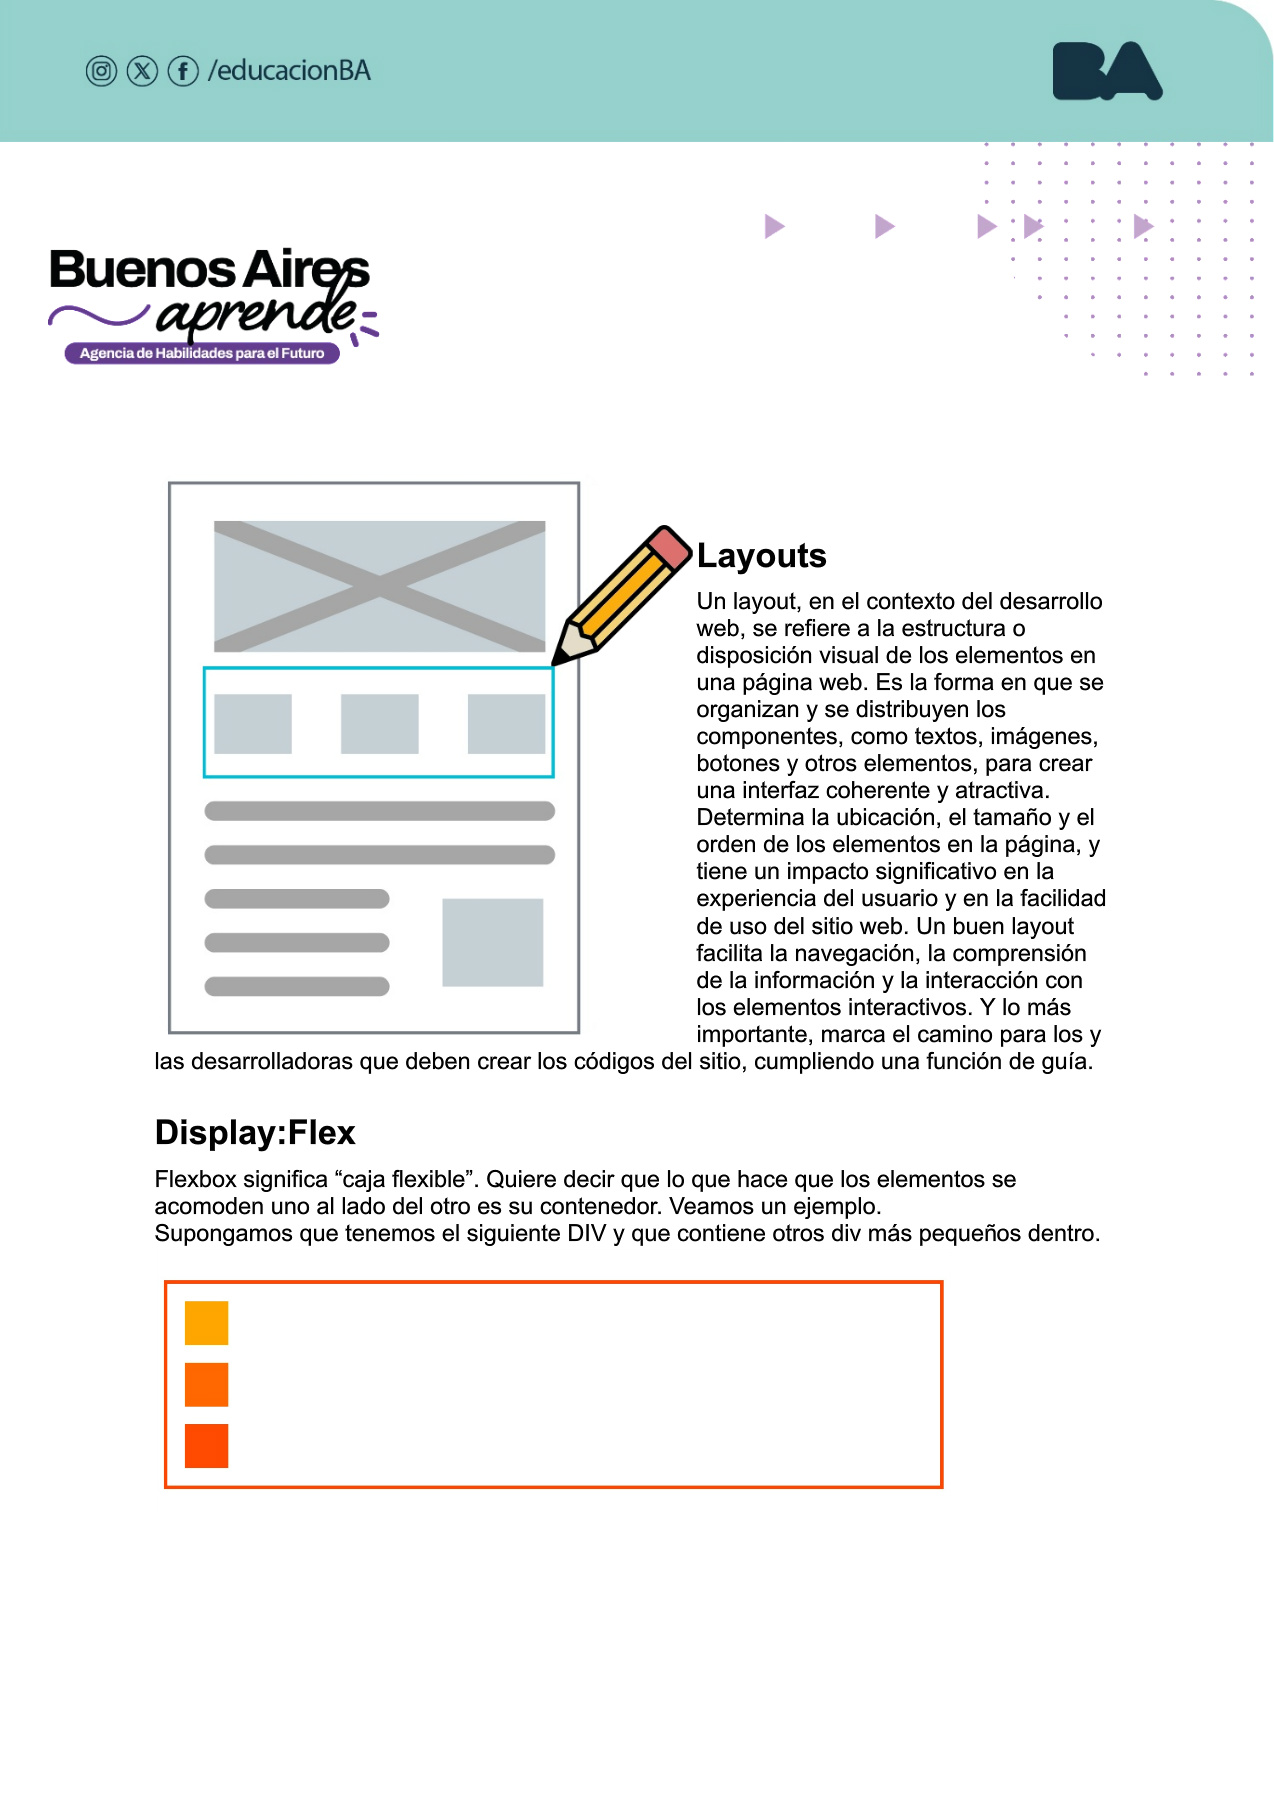 /educacionBA
BA
Buenos Aires
aprende
Agencia de Habilidades para el Futuro
Layouts
Un layout, en el contexto del desarrollo
web, se refiere a la estructura o
disposición visual de los elementos en
una página web. Es la forma en que se
organizan y se distribuyen los
componentes, como textos, imágenes,
botones y otros elementos, para crear
una interfaz coherente y atractiva.
Determina la ubicación, el tamaño y el
orden de los elementos en la página, y
tiene un impacto significativo en la
experiencia del usuario y en la facilidad
de uso del sitio web. Un buen layout
facilita la navegación, la comprensión
de la información y la interacción con
los elementos interactivos. Y lo más
importante, marca el camino para los y
las desarrolladoras que deben crear los códigos del sitio, cumpliendo una función de guía.
Display:Flex
Flexbox significa “caja flexible”. Quiere decir que lo que hace que los elementos se
acomoden uno al lado del otro es su contenedor. Veamos un ejemplo.
Supongamos que tenemos el siguiente DIV y que contiene otros div más pequeños dentro.